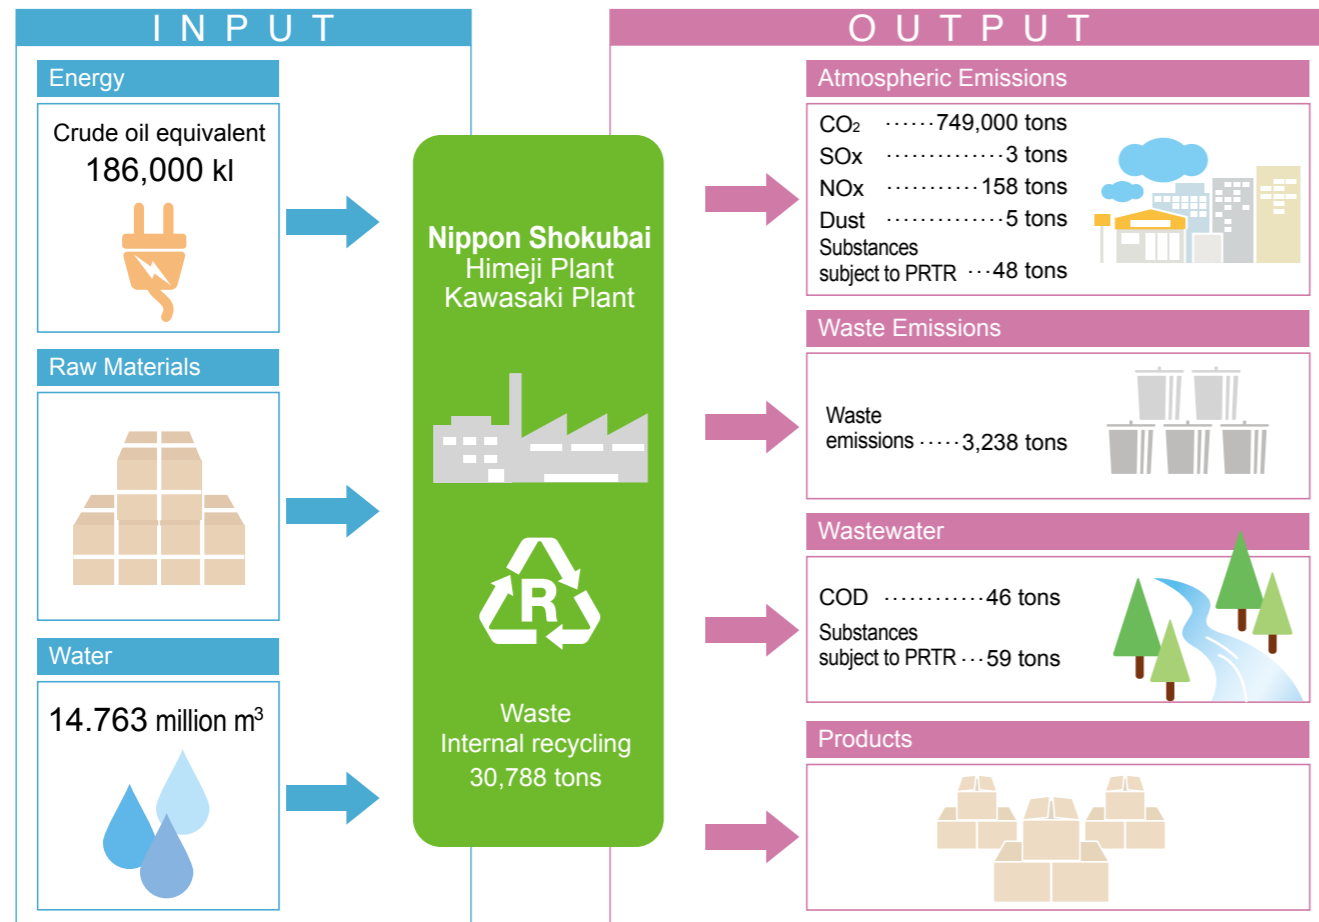 INPUT
Energy
Crude oil equivalent
186,000 kl
Raw Materials
Water
14.763 million m³
Nippon Shokubai
Himeji Plant
Kawasaki Plant
R
Waste
Internal recycling
30,788 tons
OUTPUT
Atmospheric Emissions
CO₂ ······749,000 tons
SOx ··············3 tons
NOx ···········158 tons
Dust ··············5 tons
Substances
subject to PRTR ···48 tons
Waste Emissions
Waste
emissions ·····3,238 tons
Wastewater
COD ············46 tons
Substances
subject to PRTR ···59 tons
Products